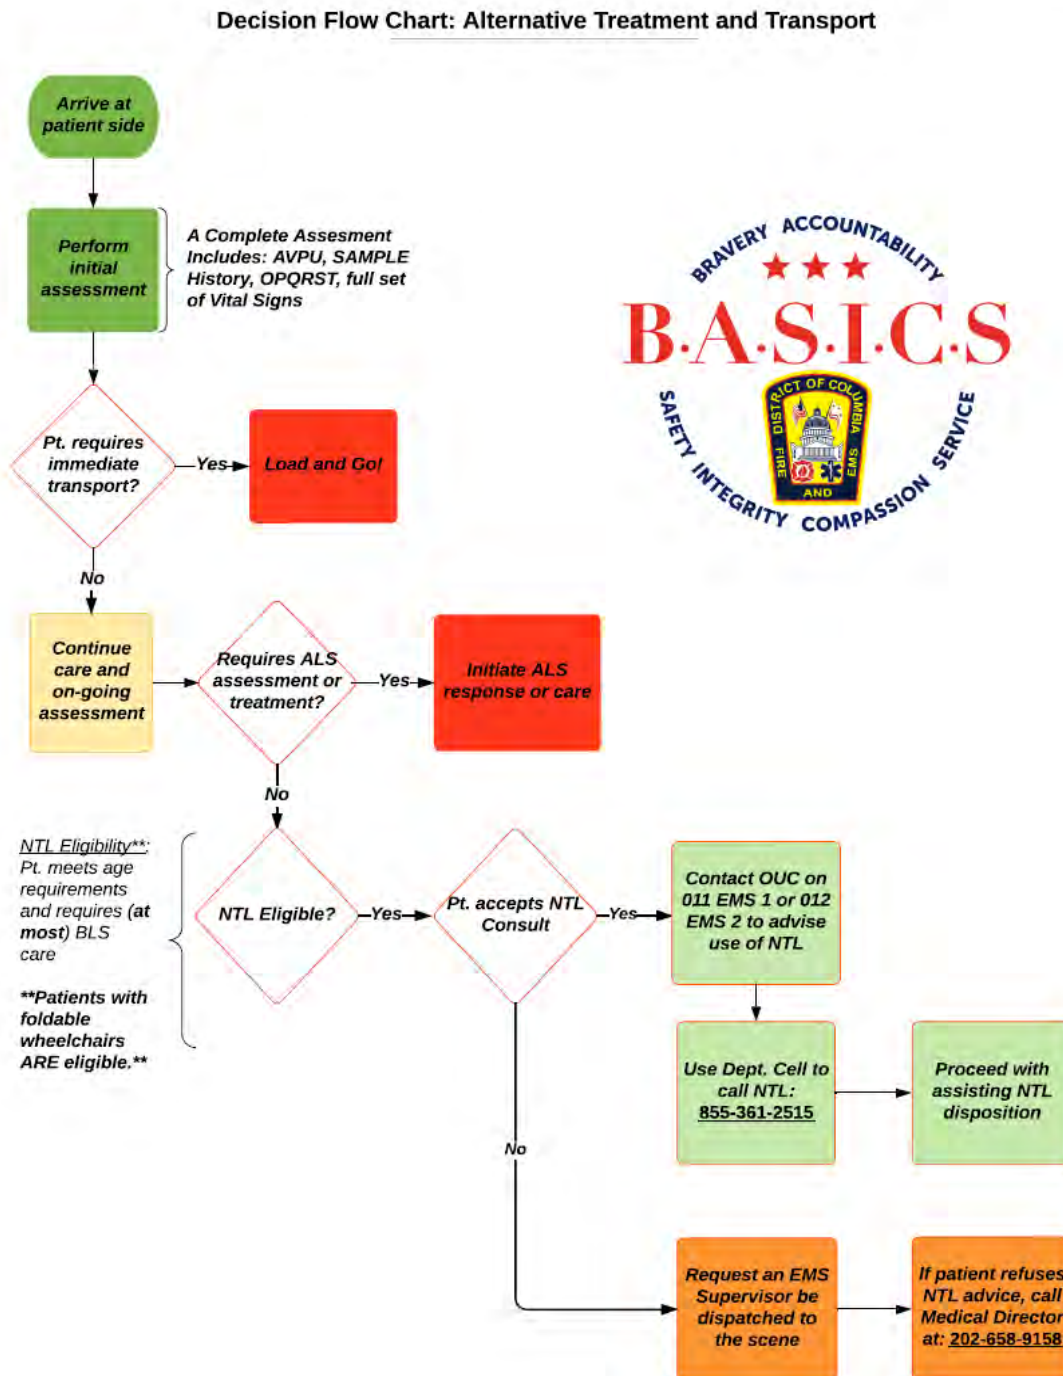 Decision Flow Chart: Alternative Treatment and Transport
Arrive at
patient side
Perform
initial
assessment
A Complete Assesment
Includes: AVPU, SAMPLE
History, OPQRST, full set
of Vital Signs
BRAVERY ACCOUNTABILITY
B.A.S.I.C.S
DISTRICT OF COLUMBIA
FIRE AND EMS
SAFETY INTEGRITY COMPASSION SERVICE
Pt. requires
immediate
transport?
Yes
Load and Go!
No
Continue
care and
on-going
assessment
Requires ALS
assessment or
treatment?
Yes
Initiate ALS
response or care
No
NTL Eligibility**:
Pt. meets age
requirements
and requires (at
most) BLS
care
**Patients with
foldable
wheelchairs
ARE eligible.**
NTL Eligible?
Yes
Pt. accepts NTL
Consult
Yes
Contact OUC on
011 EMS 1 or 012
EMS 2 to advise
use of NTL
Use Dept. Cell to
call NTL:
855-361-2515
Proceed with
assisting NTL
disposition
No
Request an EMS
Supervisor be
dispatched to
the scene
If patient refuses
NTL advice, call
Medical Director
at: 202-658-9158